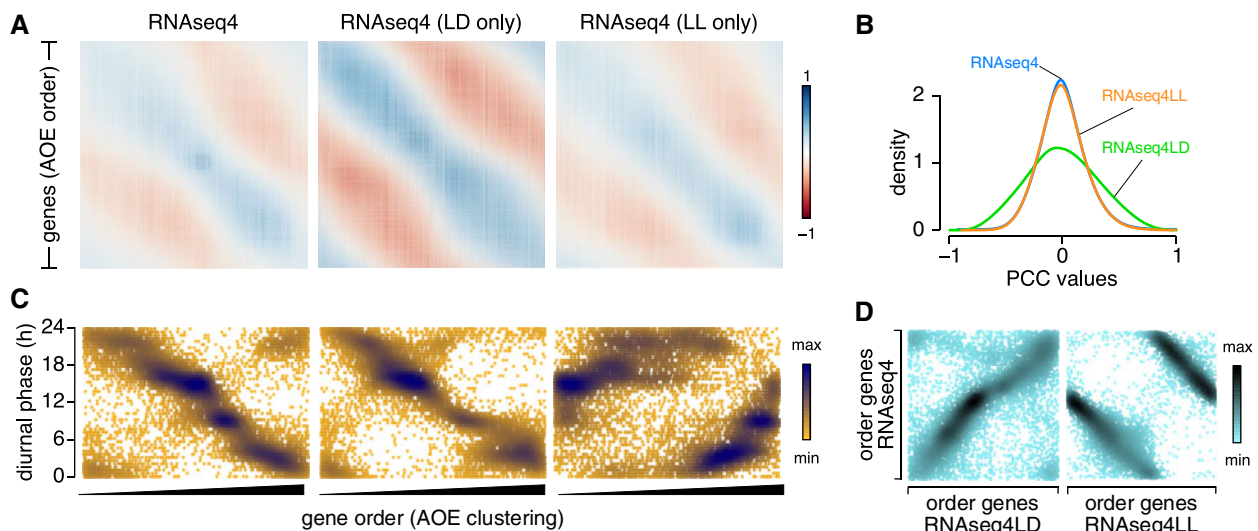 A
RNAseq4
RNAseq4 (LD only)
RNAseq4 (LL only)
genes (AOE order)
1
−1
B
RNAseq4
RNAseq4LL
RNAseq4LD
density
2
1
0
−1
0
1
PCC values
C
diurnal phase (h)
24
18
12
6
0
max
min
gene order (AOE clustering)
D
order genes
RNAseq4
max
min
order genes
RNAseq4LD
order genes
RNAseq4LL